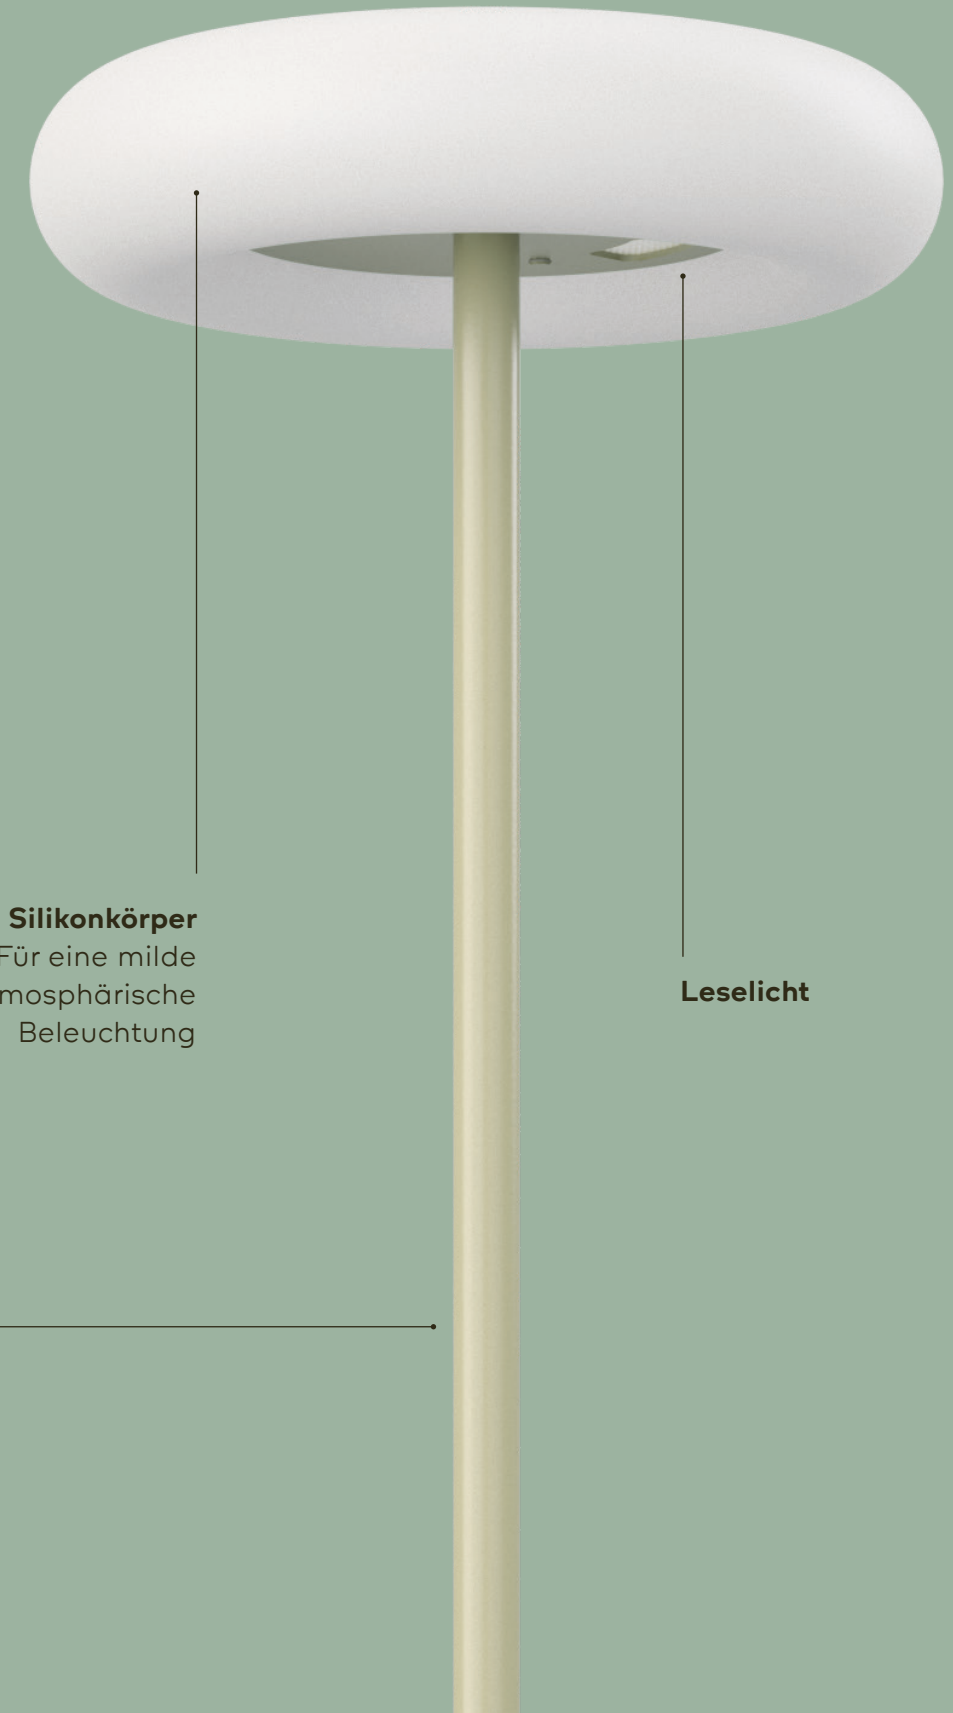 Silikonkörper
Für eine milde
mosphärische
Beleuchtung
Leselicht